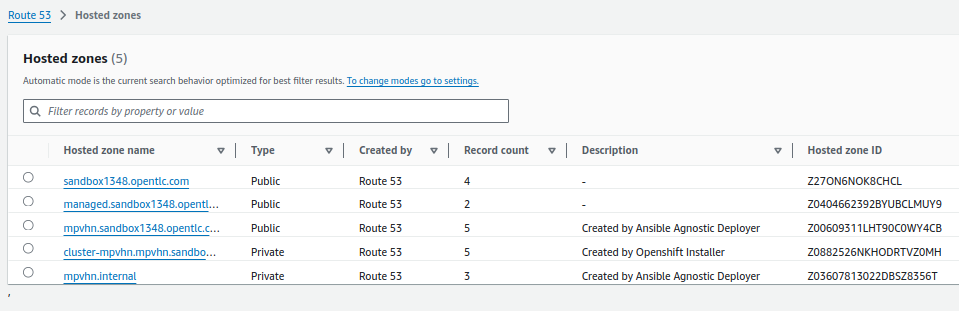 Route 53 > Hosted zones
Hosted zones (5)
Automatic mode is the current search behavior optimized for best filter results. To change modes go to settings.
Filter records by property or value
Hosted zone name Type Created by Record count Description Hosted zone ID
sandbox1348.opentlc.com Public Route 53 4 - Z27ON6NOK8CHCL
managed.sandbox1348.opentl... Public Route 53 2 - Z0404662392BYUBCLMUY9
mpvhn.sandbox1348.opentlc.c... Public Route 53 5 Created by Ansible Agnostic Deployer Z00609311LHT90C0WY4CB
cluster-mpvhn.mpvhn.sandbo... Private Route 53 5 Created by Openshift Installer Z0882526NKHODRTVZ0MH
mpvhn.internal Private Route 53 3 Created by Ansible Agnostic Deployer Z03607813022DBSZ8356T
,